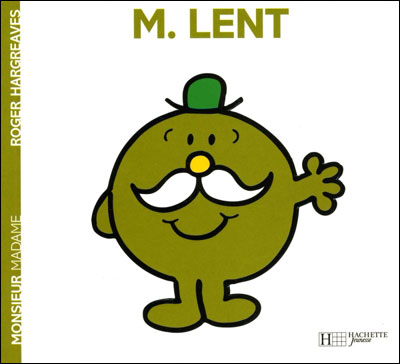 M. LENT
MONSIEUR MADAME ROGER HARGREAVES
HACHETTE
Jeunesse